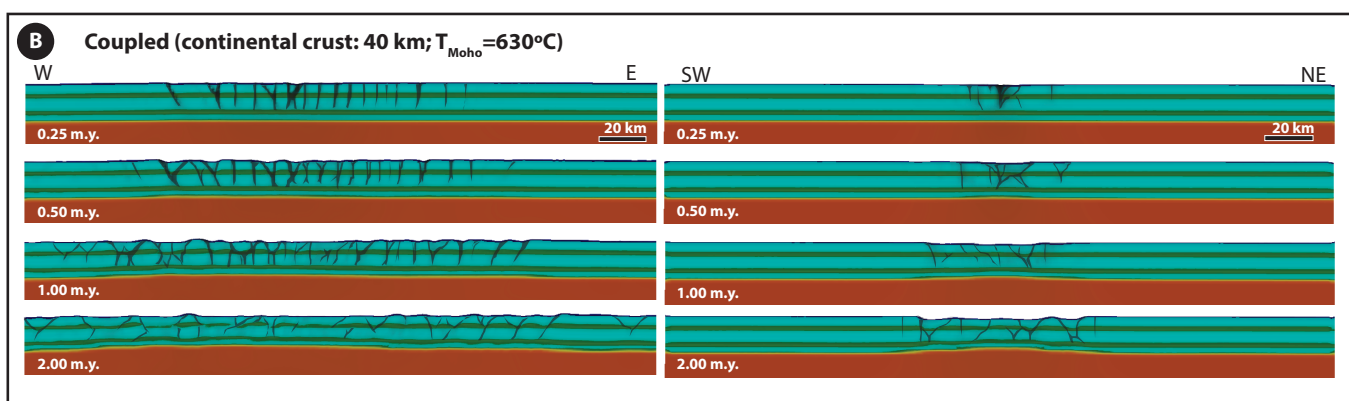 B Coupled (continental crust: 40 km; TMoho=630ºC)
W E SW NE
0.25 m.y. 20 km 0.25 m.y. 20 km
0.50 m.y. 0.50 m.y.
1.00 m.y. 1.00 m.y.
2.00 m.y. 2.00 m.y.